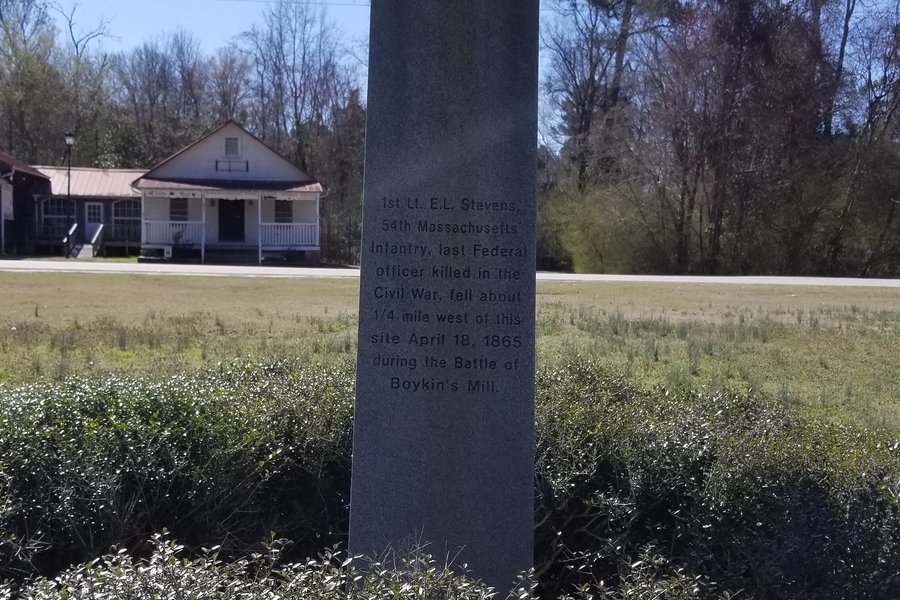 1st Lt. E.L. Stevens,
54th Massachusetts
Infantry, last Federal
officer killed in the
Civil War, fell about
1/4 mile west of this
site April 18, 1865
during the Battle of
Boykin's Mill.